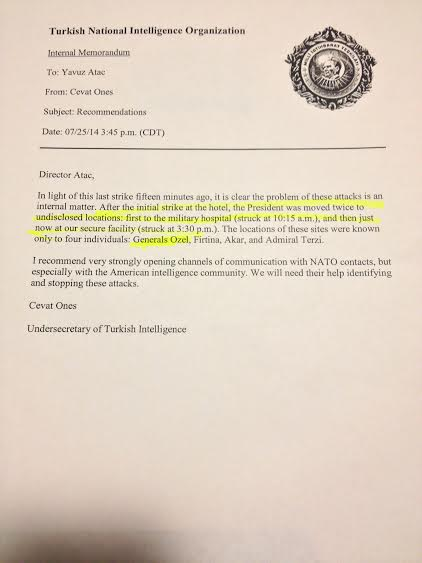 Turkish National Intelligence Organization
Internal Memorandum
To: Yavuz Atac
From: Cevat Ones
Subject: Recommendations
Date: 07/25/14 3:45 p.m. (CDT)
Director Atac,
In light of this last strike fifteen minutes ago, it is clear the problem of these attacks is an
internal matter. After the initial strike at the hotel, the President was moved twice to
undisclosed locations: first to the military hospital (struck at 10:15 a.m.), and then just
now at our secure facility (struck at 3:30 p.m.). The locations of these sites were known
only to four individuals: Generals Ozel, Firtina, Akar, and Admiral Terzi.
I recommend very strongly opening channels of communication with NATO contacts, but
especially with the American intelligence community. We will need their help identifying
and stopping these attacks.
Cevat Ones
Undersecretary of Turkish Intelligence